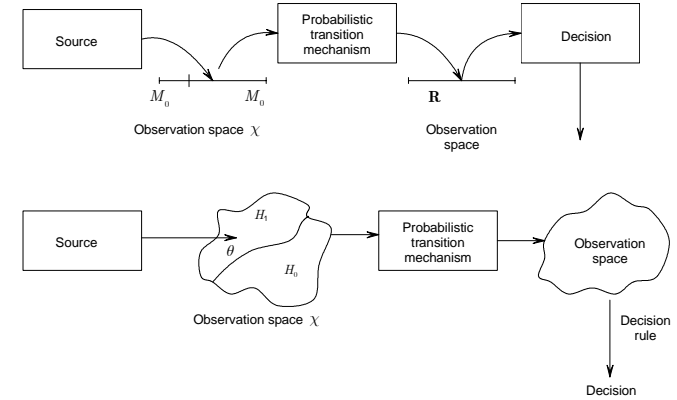 Source
Probabilistic
transition
mechanism
Decision
M₀
M₀
R
Observation space χ
Observation
space
Source
H₁
θ
H₀
Probabilistic
transition
mechanism
Observation
space
Observation space χ
Decision
rule
Decision